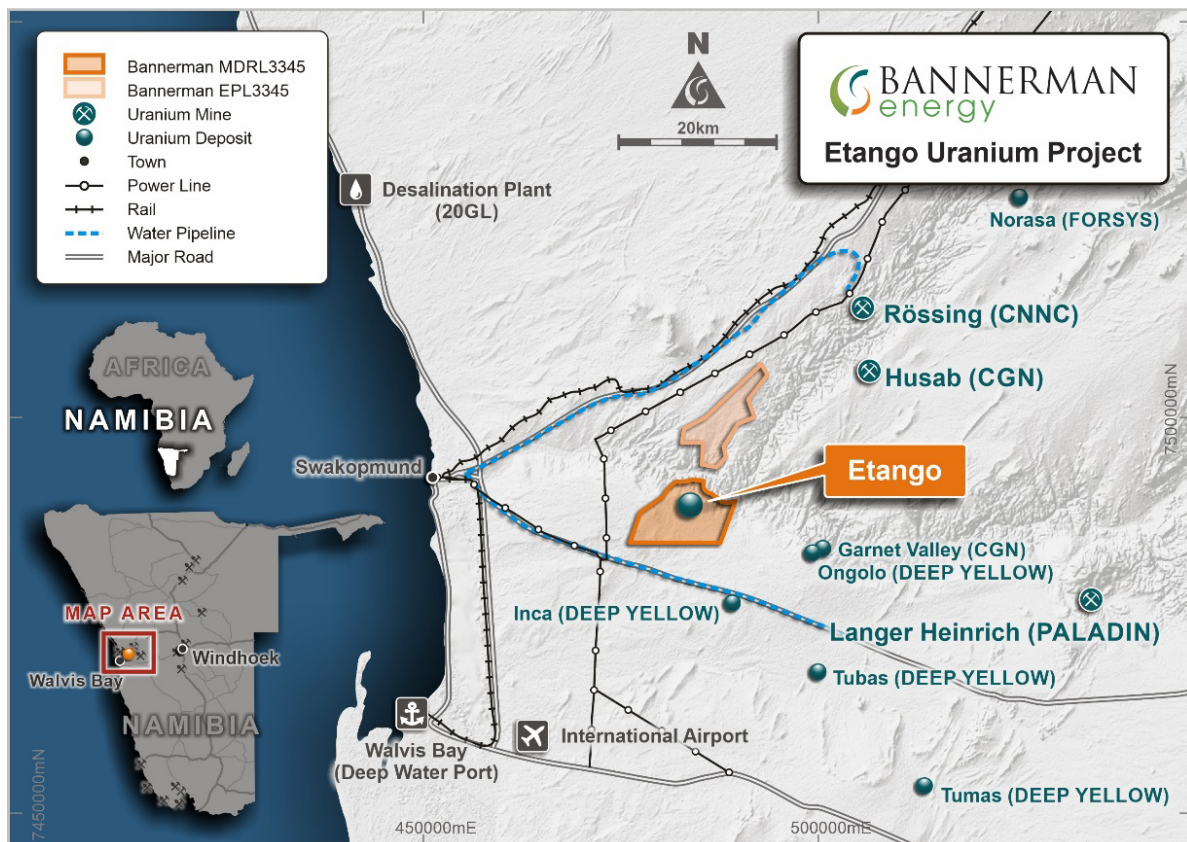 Bannerman MDRL3345
Bannerman EPL3345
Uranium Mine
Uranium Deposit
Town
Power Line
Rail
Water Pipeline
Major Road
N
20km
BANNERMAN
energy
Etango Uranium Project
Desalination Plant
(20GL)
Norasa (FORSYS)
Rössing (CNNC)
Husab (CGN)
AFRICA
NAMIBIA
7500000mN
Swakopmund
Etango
Garnet Valley (CGN)
Ongolo (DEEP YELLOW)
Inca (DEEP YELLOW)
Langer Heinrich (PALADIN)
MAP AREA
Windhoek
Walvis Bay
NAMIBIA
Tubas (DEEP YELLOW)
Walvis Bay
(Deep Water Port)
International Airport
Tumas (DEEP YELLOW)
7450000mN
450000mE
500000mE